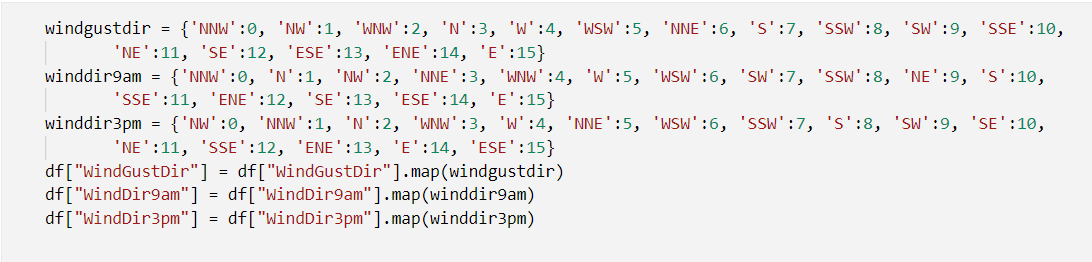 windgustdir = {'NNW':0, 'NW':1, 'WNW':2, 'N':3, 'W':4, 'WSW':5, 'NNE':6, 'S':7, 'SSW':8, 'SW':9, 'SSE':10,
'NE':11, 'SE':12, 'ESE':13, 'ENE':14, 'E':15}
winddir9am = {'NNW':0, 'N':1, 'NW':2, 'NNE':3, 'WNW':4, 'W':5, 'WSW':6, 'SW':7, 'SSW':8, 'NE':9, 'S':10,
'SSE':11, 'ENE':12, 'SE':13, 'ESE':14, 'E':15}
winddir3pm = {'NW':0, 'NNW':1, 'N':2, 'WNW':3, 'W':4, 'NNE':5, 'WSW':6, 'SSW':7, 'S':8, 'SW':9, 'SE':10,
'NE':11, 'SSE':12, 'ENE':13, 'E':14, 'ESE':15}
df["WindGustDir"] = df["WindGustDir"].map(windgustdir)
df["WindDir9am"] = df["WindDir9am"].map(winddir9am)
df["WindDir3pm"] = df["WindDir3pm"].map(winddir3pm)